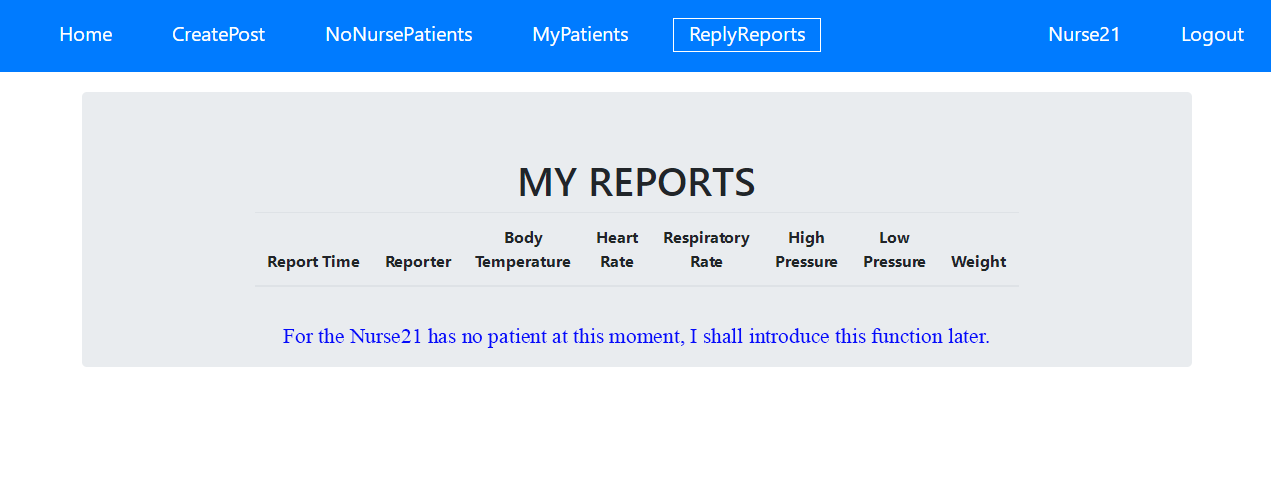 Home CreatePost NoNursePatients MyPatients ReplyReports Nurse21 Logout
MY REPORTS
Report Time Reporter Body Temperature Heart Rate Respiratory Rate High Pressure Low Pressure Weight
For the Nurse21 has no patient at this moment, I shall introduce this function later.